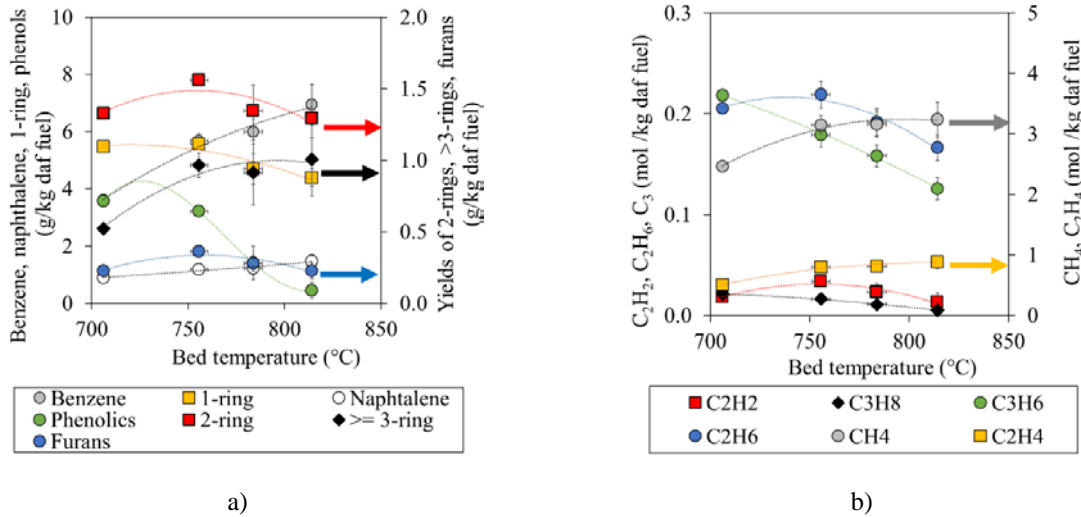 Benzene, naphthalene, 1-ring, phenols
(g/kg daf fuel)
10
8
6
4
2
0
2.0
1.5
1.0
0.5
0.0
Yields of 2-rings, >3-rings, furans
(g/kg daf fuel)
700 750 800 850
Bed temperature (°C)
Benzene 1-ring Naphtalene
Phenolics 2-ring >= 3-ring
Furans
a)
C2H2, C2H6, C3 (mol /kg daf fuel)
0.3
0.2
0.1
0.0
5
4
3
2
1
0
CH4, C2H4 (mol /kg daf fuel)
700 750 800 850
Bed temperature (°C)
C2H2 C3H8 C3H6
C2H6 CH4 C2H4
b)